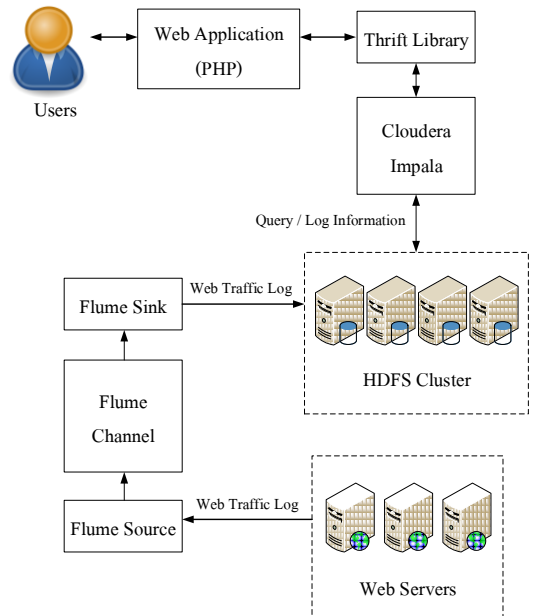 Web Application
(PHP)
Thrift Library
Users
Cloudera
Impala
Query / Log Information
Web Traffic Log
Flume Sink
HDFS Cluster
Flume
Channel
Web Traffic Log
Flume Source
Web Servers